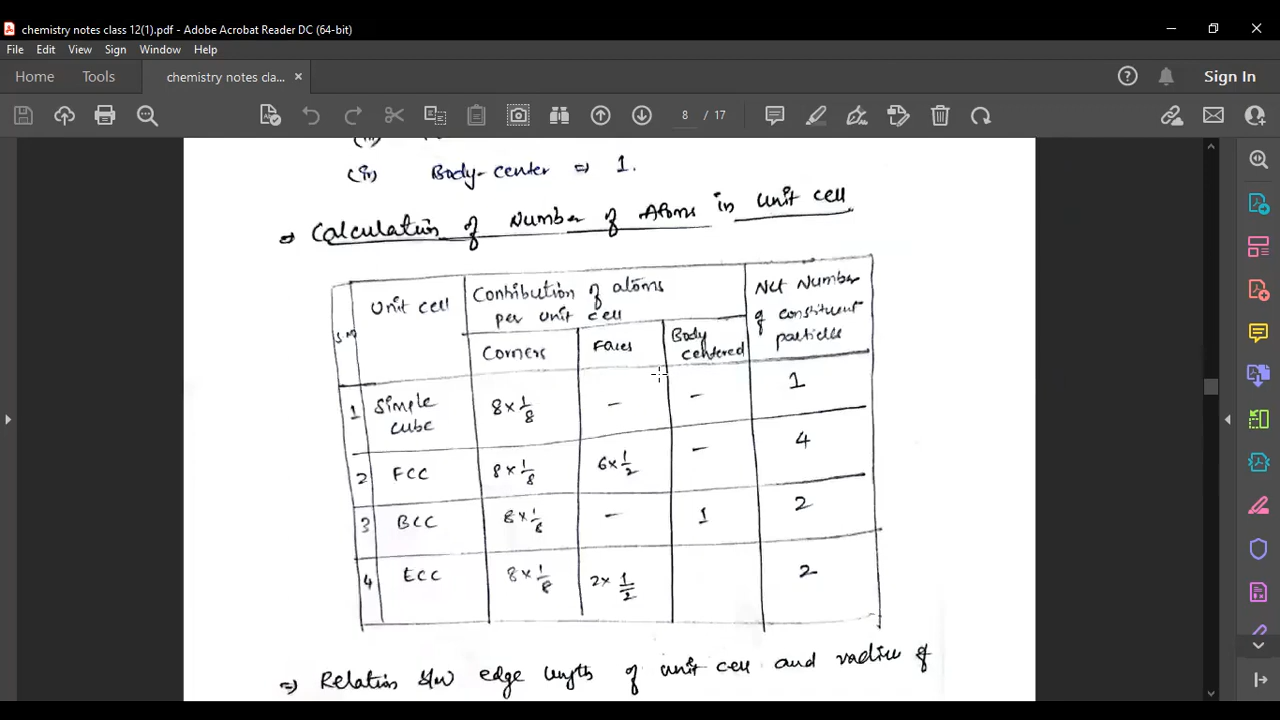 chemistry notes class 12(1).pdf - Adobe Acrobat Reader DC (64-bit)
File Edit View Sign Window Help
Home Tools chemistry notes cla... × Sign In
8 / 17
(iv) Body-center ⇒ 1.
⇒ Calculation of Number of Atoms in unit cell
Unit cell
Contribution of atoms
per unit cell
Net Number
of constituent
particles
Corners Faces Body
centered
1 Simple
cube 8 × 1/8 – – 1
2 FCC 8 × 1/8 6 × 1/2 – 4
3 BCC 8 × 1/8 – 1 2
4 ECC 8 × 1/8 2 × 1/2 2
⇒ Relation b/w edge length of unit cell and radius of